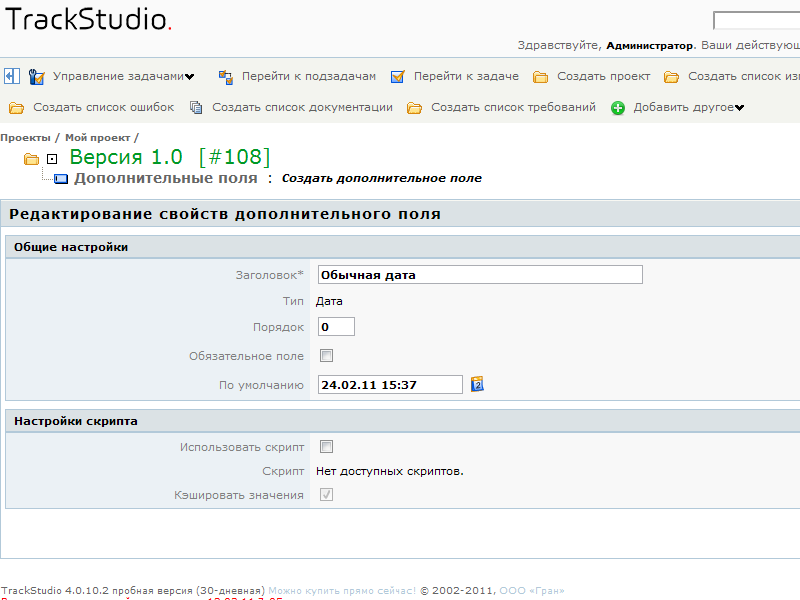 TrackStudio.
Здравствуйте, Администратор. Ваши действующ
Управление задачами Перейти к подзадачам Перейти к задаче Создать проект Создать список из
Создать список ошибок Создать список документации Создать список требований Добавить другое
Проекты / Мой проект /
Версия 1.0 [#108]
Дополнительные поля : Создать дополнительное поле
Редактирование свойств дополнительного поля
Общие настройки
Заголовок* Обычная дата
Тип Дата
Порядок 0
Обязательное поле
По умолчанию 24.02.11 15:37
Настройки скрипта
Использовать скрипт
Скрипт Нет доступных скриптов.
Кэшировать значения
TrackStudio 4.0.10.2 пробная версия (30-дневная) Можно купить прямо сейчас! © 2002-2011, ООО «Гран»